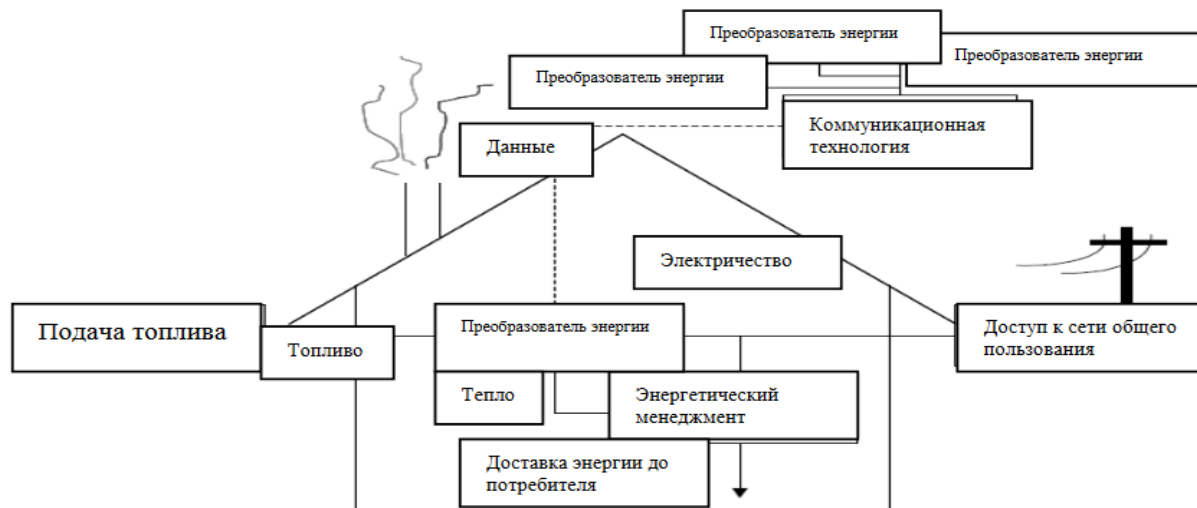 Преобразователь энергии
Преобразователь энергии
Преобразователь энергии
Коммуникационная
технология
Данные
Электричество
Подача топлива
Топливо
Преобразователь энергии
Доступ к сети общего
пользования
Тепло
Энергетический
менеджмент
Доставка энергии до
потребителя